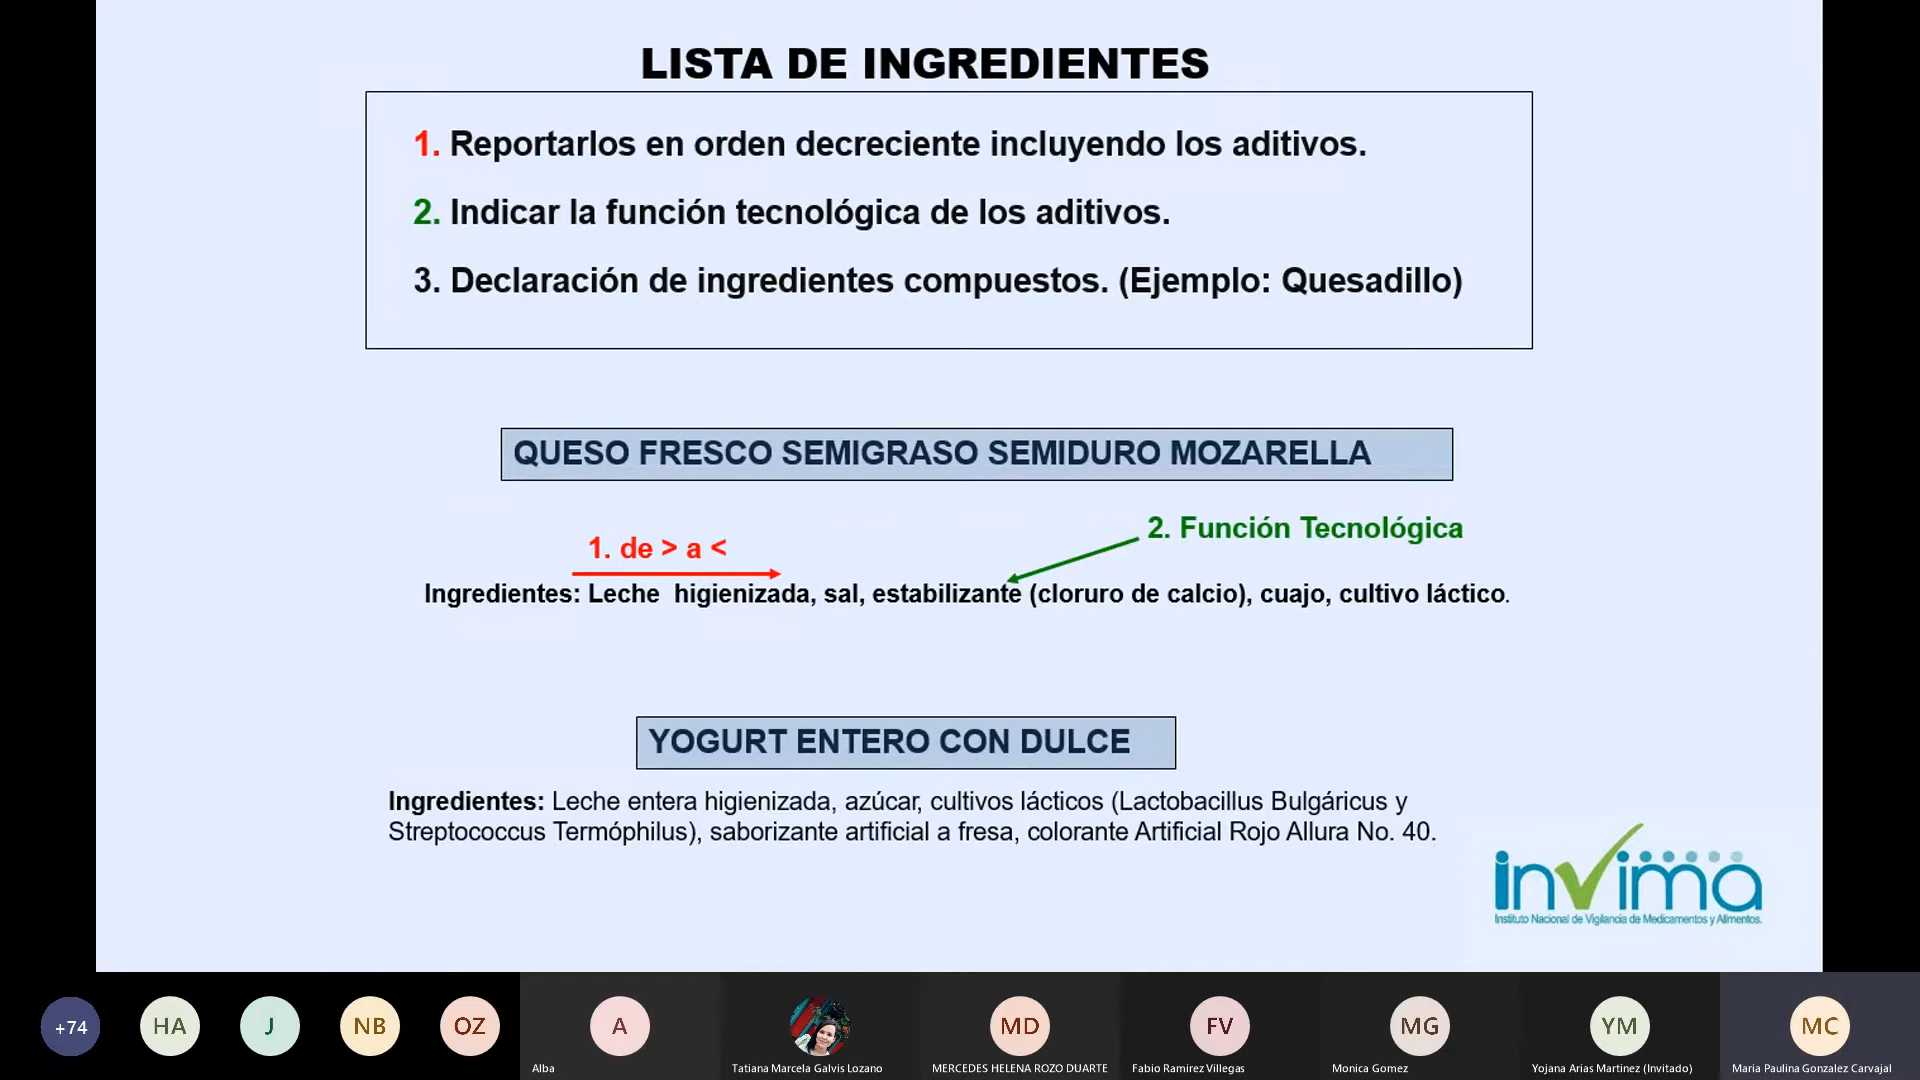 LISTA DE INGREDIENTES
1. Reportarlos en orden decreciente incluyendo los aditivos.
2. Indicar la función tecnológica de los aditivos.
3. Declaración de ingredientes compuestos. (Ejemplo: Quesadillo)
QUESO FRESCO SEMIGRASO SEMIDURO MOZARELLA
2. Función Tecnológica
1. de > a <
Ingredientes: Leche higienizada, sal, estabilizante (cloruro de calcio), cuajo, cultivo láctico.
YOGURT ENTERO CON DULCE
Ingredientes: Leche entera higienizada, azúcar, cultivos lácticos (Lactobacillus Bulgáricus y
Streptococcus Termóphilus), saborizante artificial a fresa, colorante Artificial Rojo Allura No. 40.
invima
Instituto Nacional de Vigilancia de Medicamentos y Alimentos.
+74 HA J NB OZ A MD FV MG YM MC
Alba Tatiana Marcela Galvis Lozano MERCEDES HELENA ROZO DUARTE Fabio Ramirez Villegas Monica Gomez Yojana Arias Martinez (Invitado) Maria Paulina Gonzalez Carvajal